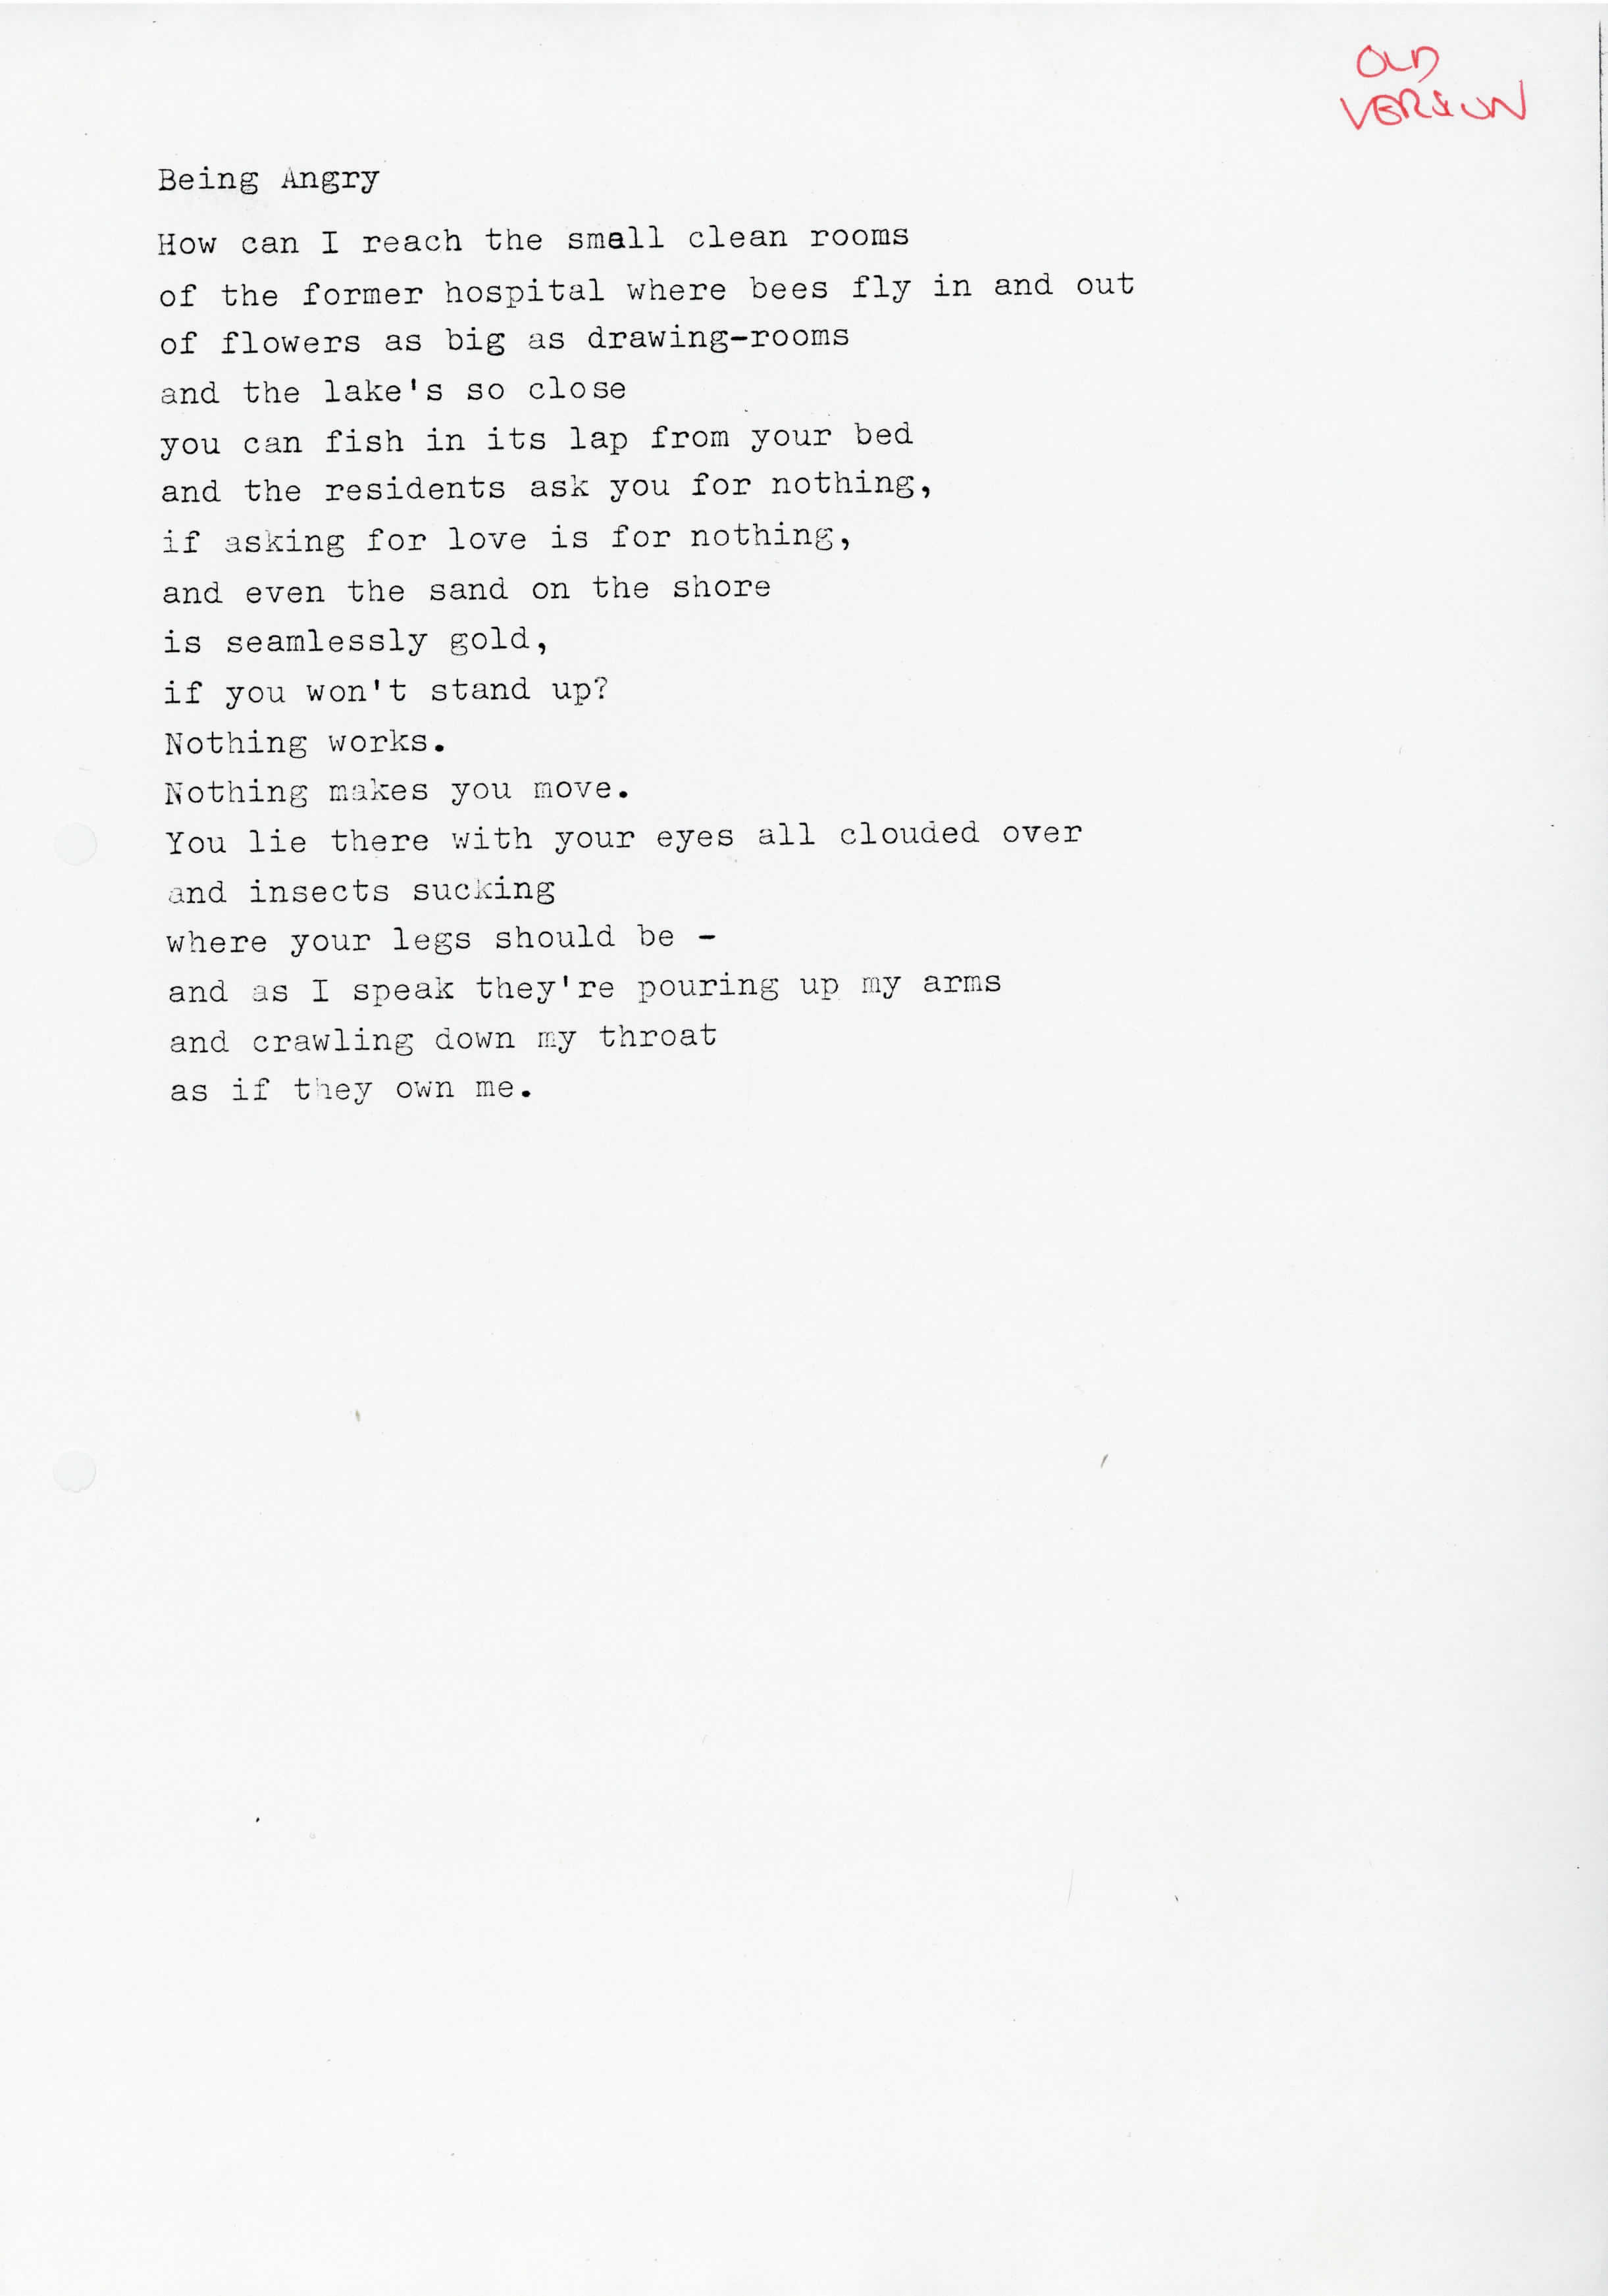 OLD
VERSION
Being Angry
How can I reach the small clean rooms
of the former hospital where bees fly in and out
of flowers as big as drawing-rooms
and the lake's so close
you can fish in its lap from your bed
and the residents ask you for nothing,
if asking for love is for nothing,
and even the sand on the shore
is seamlessly gold,
if you won't stand up?
Nothing works.
Nothing makes you move.
You lie there with your eyes all clouded over
and insects sucking
where your legs should be -
and as I speak they're pouring up my arms
and crawling down my throat
as if they own me.